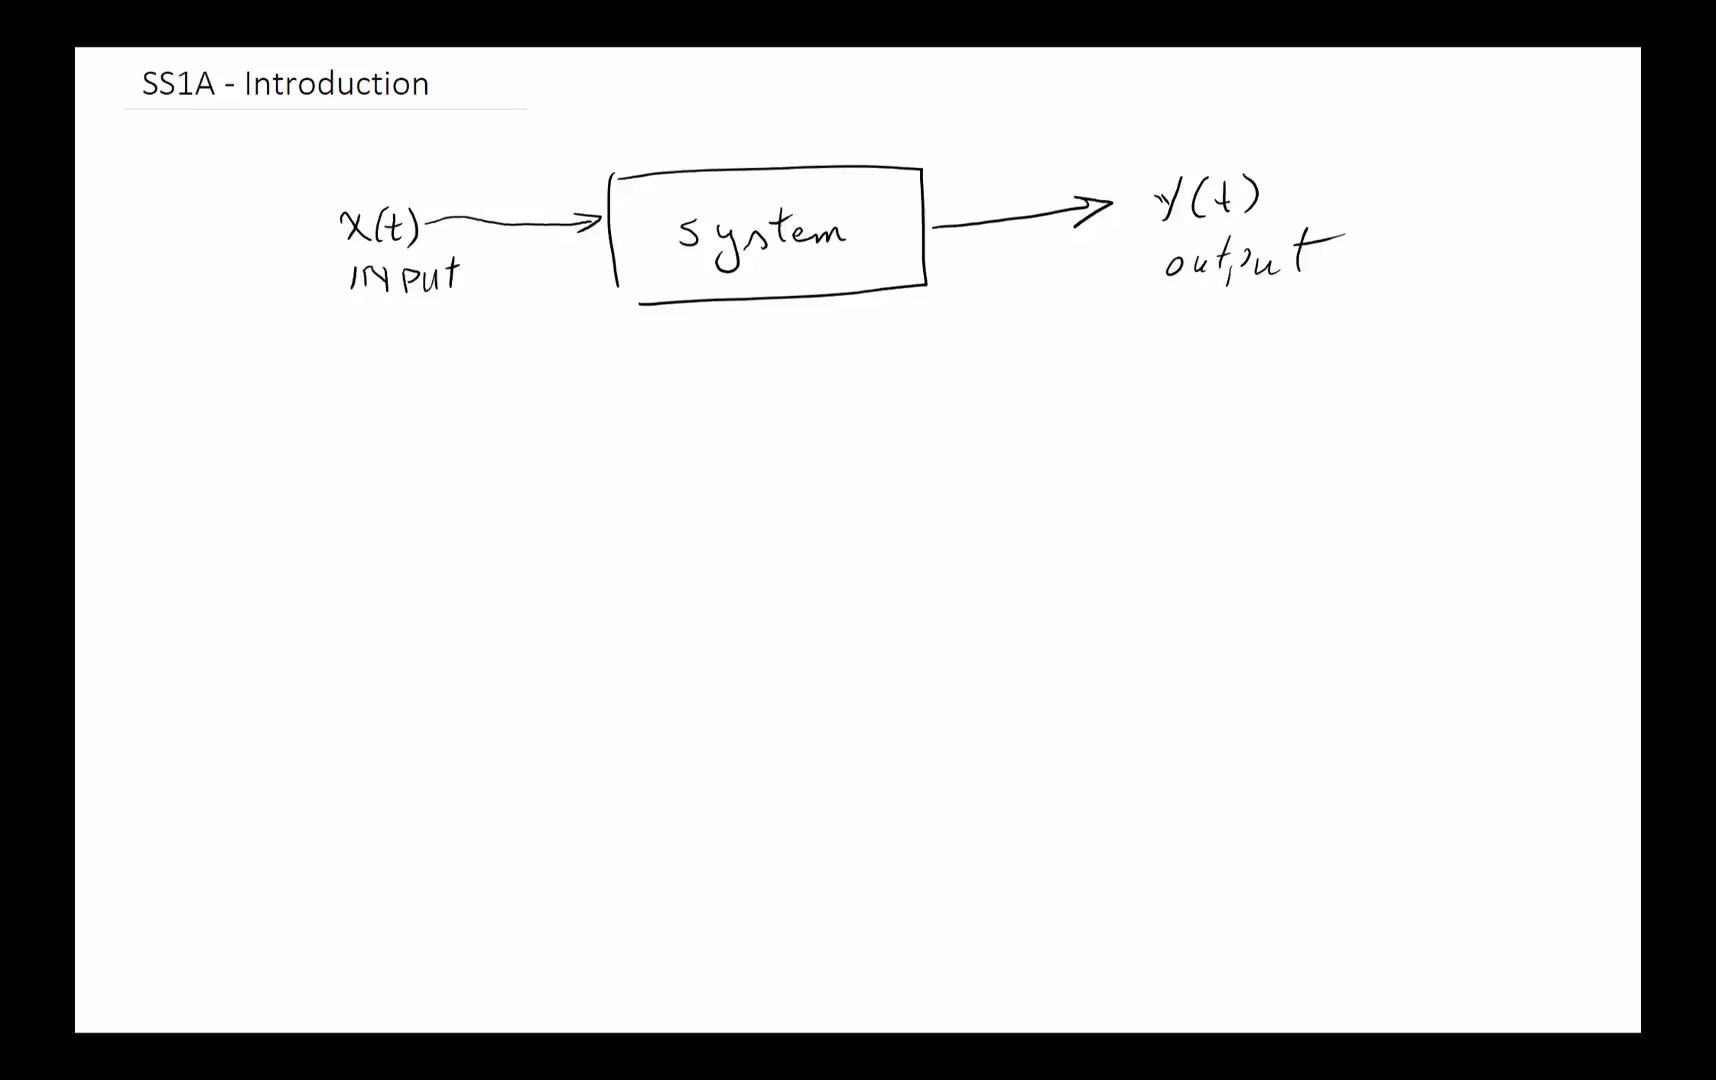 SS1A - Introduction
x(t)
INPUT
system
y(t)
output